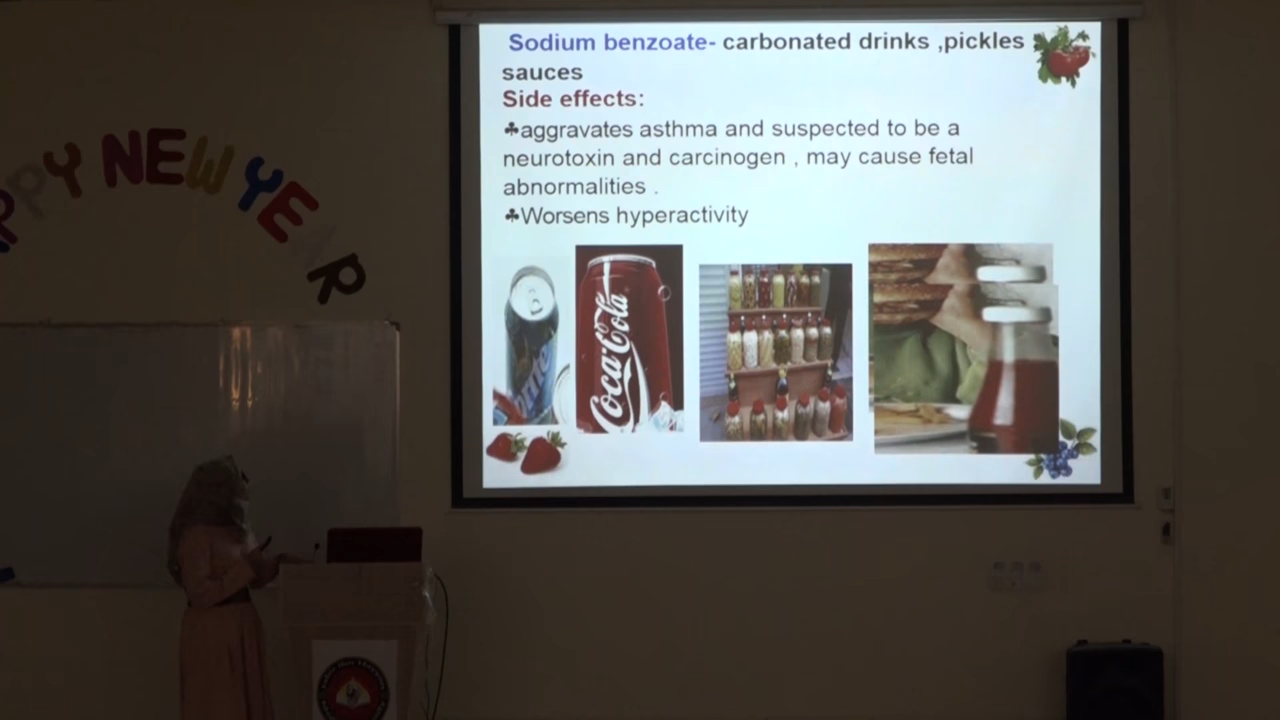 Sodium benzoate- carbonated drinks ,pickles
sauces
Side effects:
♣aggravates asthma and suspected to be a
neurotoxin and carcinogen , may cause fetal
abnormalities .
♣Worsens hyperactivity
PPY NEW YE R
Coca-Cola